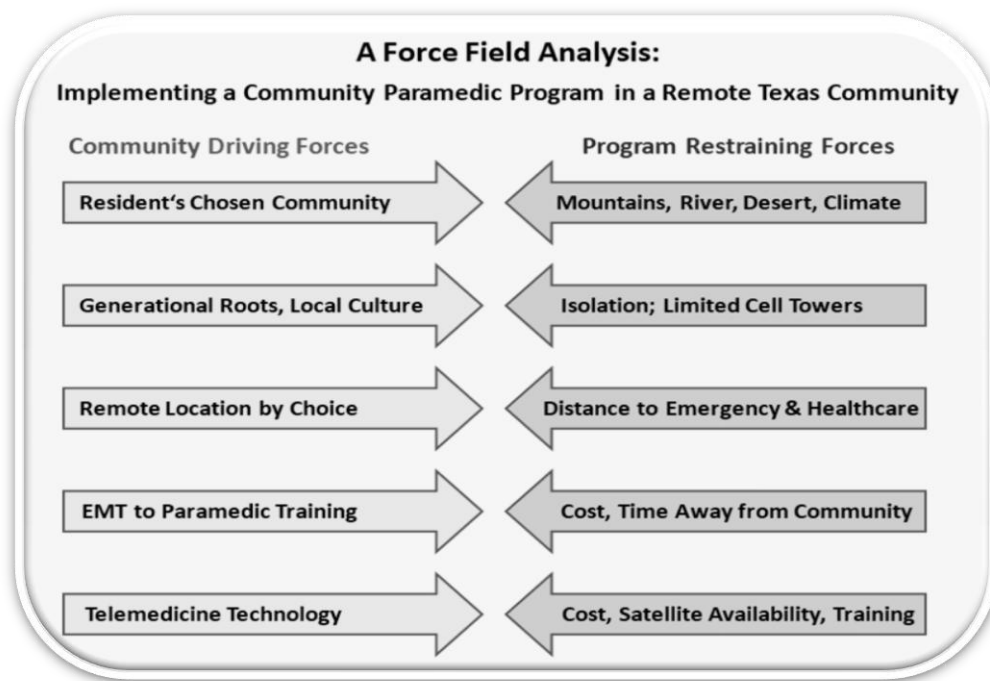 A Force Field Analysis:
Implementing a Community Paramedic Program in a Remote Texas Community
Community Driving Forces
Program Restraining Forces
Resident‘s Chosen Community
Mountains, River, Desert, Climate
Generational Roots, Local Culture
Isolation; Limited Cell Towers
Remote Location by Choice
Distance to Emergency & Healthcare
EMT to Paramedic Training
Cost, Time Away from Community
Telemedicine Technology
Cost, Satellite Availability, Training